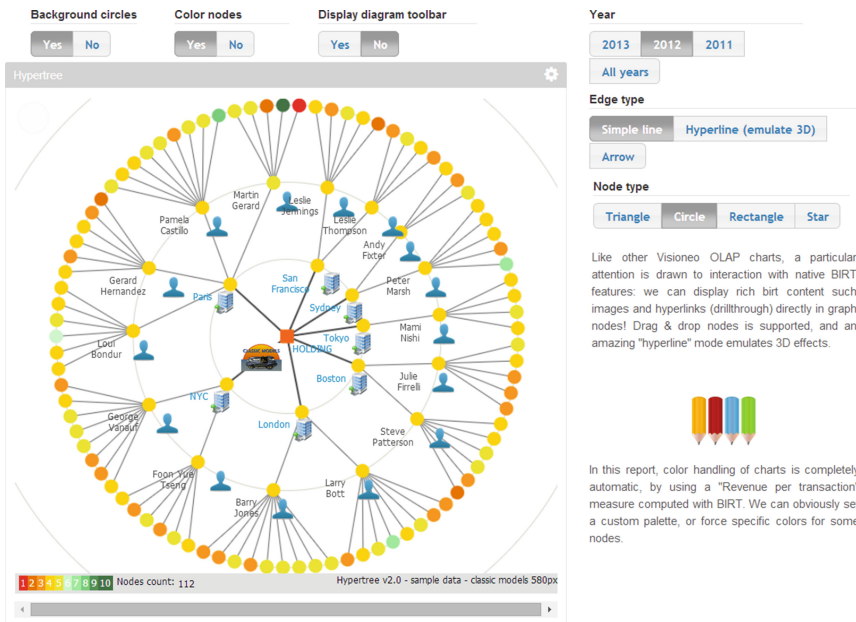 Background circles
Color nodes
Display diagram toolbar
Year
Yes No
Yes No
Yes No
2013 2012 2011
All years
Hypertree
Edge type
Simple line Hyperline (emulate 3D)
Arrow
Node type
Triangle Circle Rectangle Star
Martin
Gerard
Leslie
Jennings
Leslie
Thompson
Pamela
Castillo
Andy
Fixter
Gerard
Hernandez
Peter
Marsh
San
Francisco
Paris
Sydney
Mami
Nishi
Tokyo
HOLDING
CLASSIC MODELS
Loui
Bondur
Boston
Julie
Firrelli
NYC
London
George
Vanauf
Steve
Patterson
Foon Yue
Tseng
Larry
Bott
Barry
Jones
1 2 3 4 5 6 7 8 9 10 Nodes count: 112
Hypertree v2.0 - sample data - classic models 580px
Like other Visioneo OLAP charts, a particular
attention is drawn to interaction with native BIRT
features: we can display rich birt content such
images and hyperlinks (drillthrough) directly in graph
nodes! Drag & drop nodes is supported, and an
amazing "hyperline" mode emulates 3D effects.
In this report, color handling of charts is completely
automatic, by using a "Revenue per transaction"
measure computed with BIRT. We can obviously se
a custom palette, or force specific colors for some
nodes.